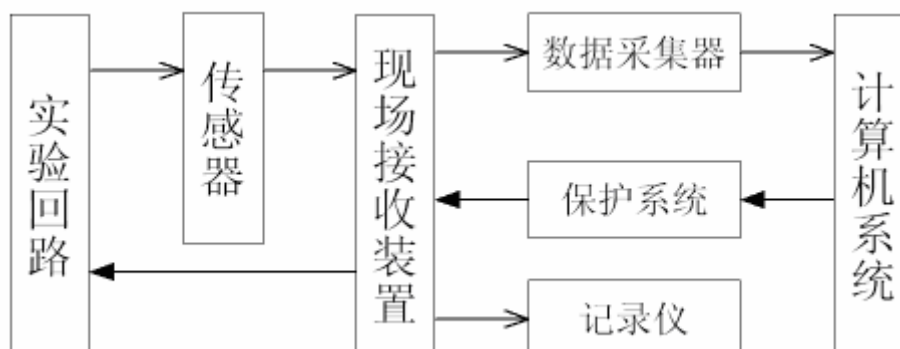 实验回路
传感器
现场接收装置
数据采集器
保护系统
记录仪
计算机系统